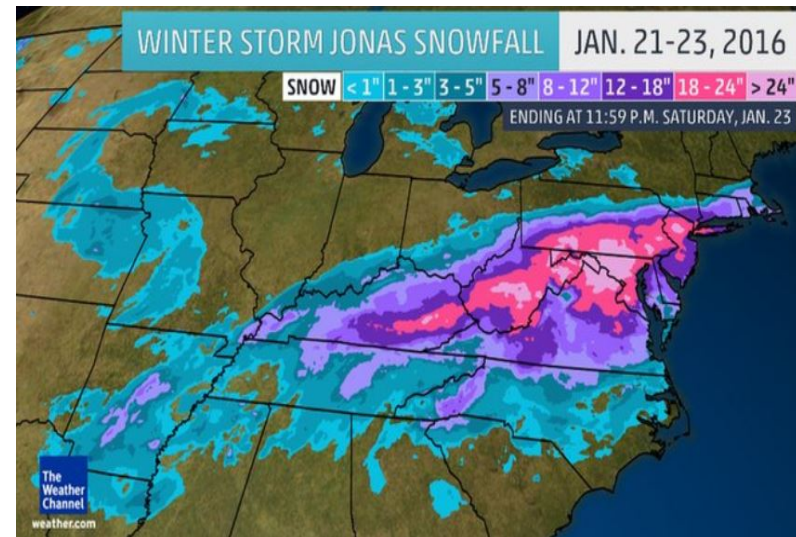 WINTER STORM JONAS SNOWFALL JAN. 21-23, 2016
SNOW < 1" 1 - 3" 3 - 5" 5 - 8" 8 - 12" 12 - 18" 18 - 24" > 24"
ENDING AT 11:59 P.M. SATURDAY, JAN. 23
The
Weather
Channel
weather.com